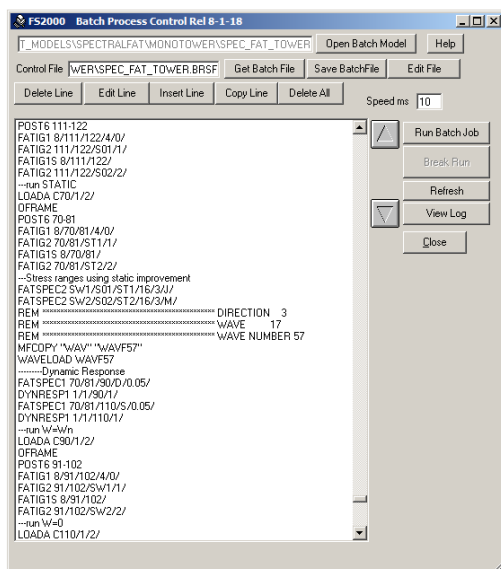 FS2000 Batch Process Control Rel 8-1-18
T_MODELS\SPECTRALFAT\MONOTOWER\SPEC_FAT_TOWER Open Batch Model Help
Control File WER\SPEC_FAT_TOWER.BRSF Get Batch File Save BatchFile Edit File
Delete Line Edit Line Insert Line Copy Line Delete All Speed ms 10
POST6 111-122
FATIG1 8/111/122/4/0/
FATIG2 111/122/S01/1/
FATIG1S 8/111/122/
FATIG2 111/122/S02/2/
---run STATIC
LOADA C70/1/2/
OFRAME
POST6 70-81
FATIG1 8/70/81/4/0/
FATIG2 70/81/ST1/1/
FATIG1S 8/70/81/
FATIG2 70/81/ST2/2/
---Stress ranges using static improvement
FATSPEC2 SW1/S01/ST1/16/3/J/
FATSPEC2 SW2/S02/ST2/16/3/M/
REM ******************************************** DIRECTION 3
REM ******************************************** WAVE 17
REM ******************************************** WAVE NUMBER 57
MFCOPY "WAV" "WAVF57"
WAVELOAD WAVF57
---------Dynamic Response
FATSPEC1 70/81/90/D/0.05/
DYNRESP1 1/1/90/1/
FATSPEC1 70/81/110/S/0.05/
DYNRESP1 1/1/110/1/
---run W=Wn
LOADA C90/1/2/
OFRAME
POST6 91-102
FATIG1 8/91/102/4/0/
FATIG2 91/102/SW1/1/
FATIG1S 8/91/102/
FATIG2 91/102/SW2/2/
---run W=0
LOADA C110/1/2/
Run Batch Job
Break Run
Refresh
View Log
Close